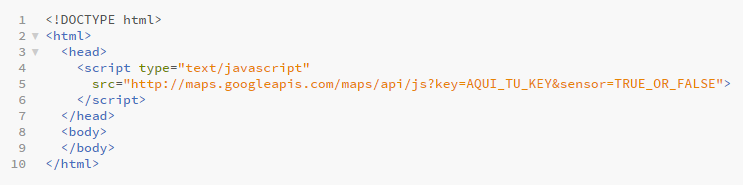 1 <!DOCTYPE html>
2 <html>
3 <head>
4 <script type="text/javascript"
5 src="http://maps.googleapis.com/maps/api/js?key=AQUI_TU_KEY&sensor=TRUE_OR_FALSE">
6 </script>
7 </head>
8 <body>
9 </body>
10 </html>